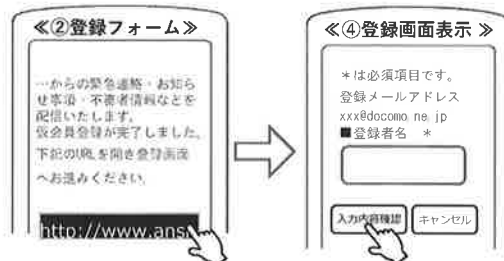 ≪②登録フォーム≫
…からの緊急連絡・お知ら
せ事項・不審者情報などを
配信いたします。
仮会員登録が完了しました。
下記のURLを開き登録画面
へお進みください。
http://www.ans
≪④登録画面表示 ≫
＊は必須項目です。
登録メールアドレス
xxx@docomo.ne.jp
■登録者名 ＊
入力内容確認
キャンセル